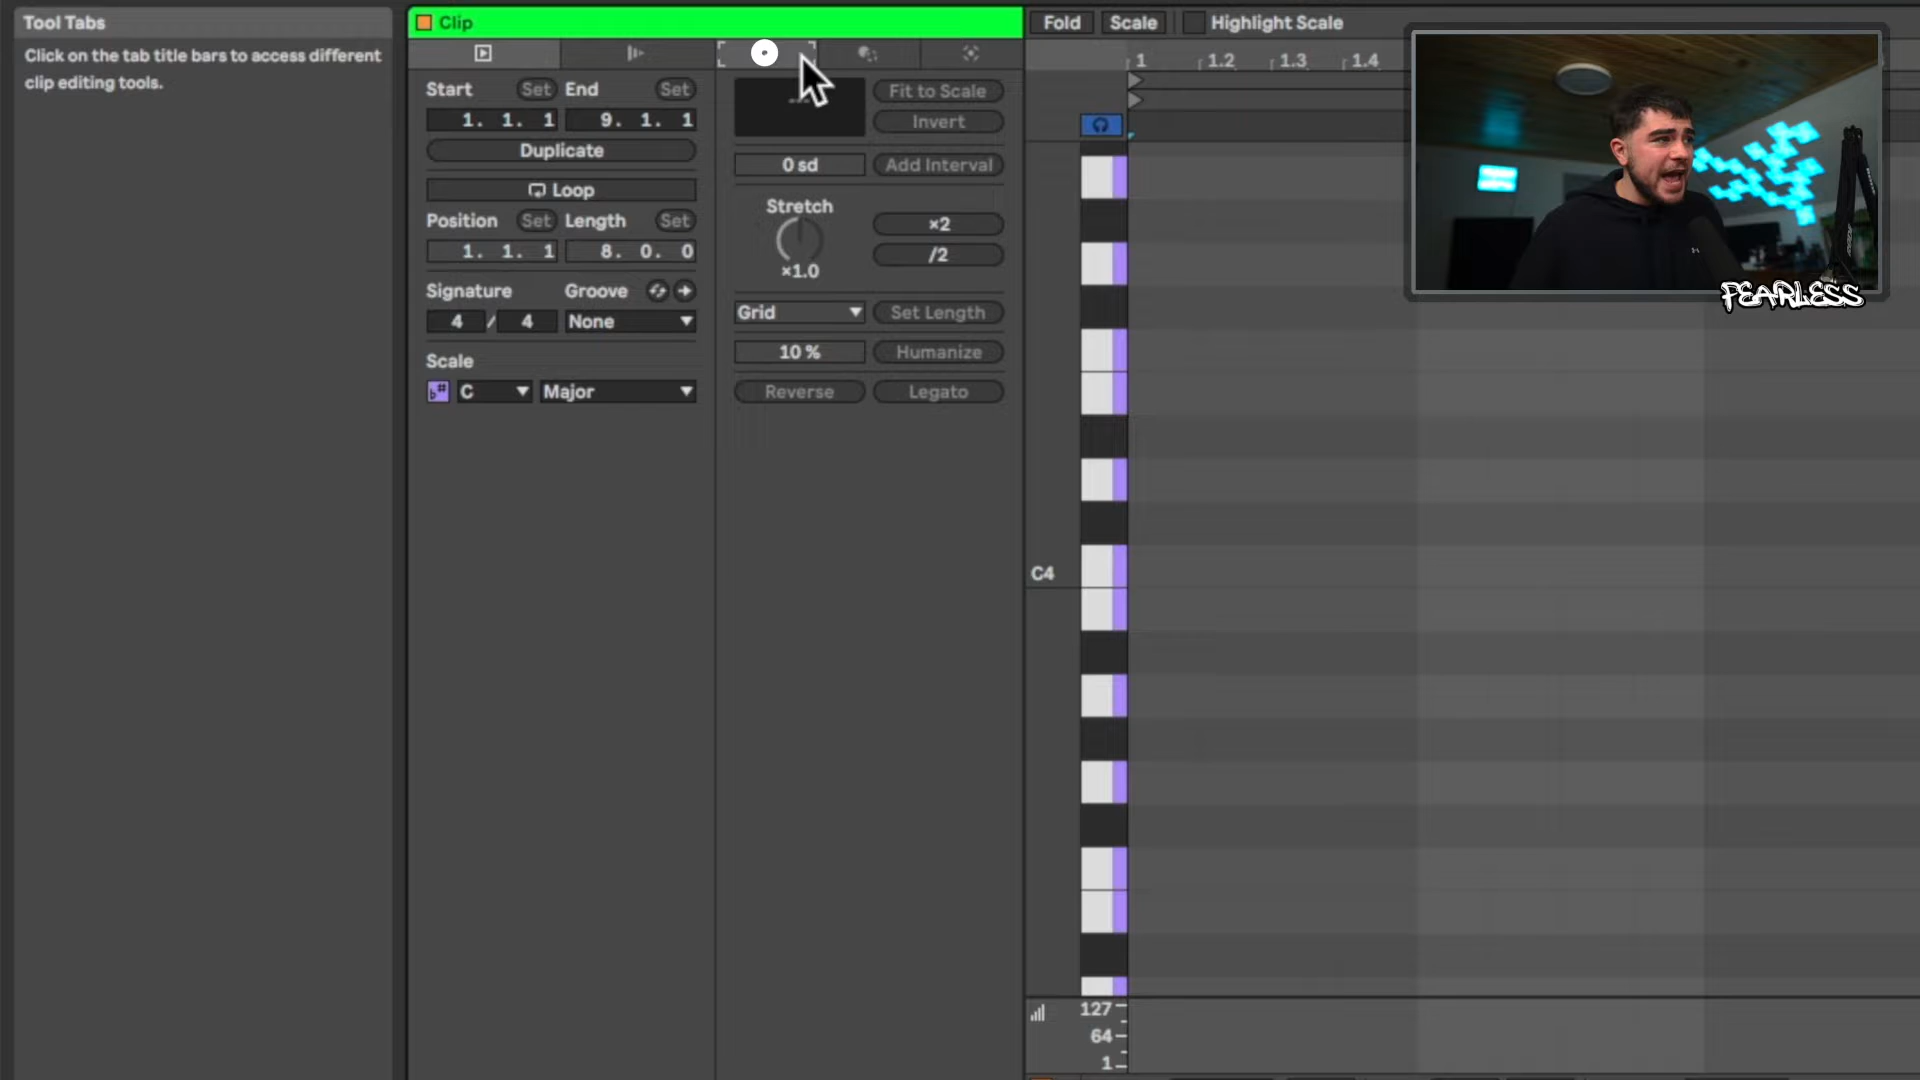 Tool Tabs
Click on the tab title bars to access different
clip editing tools.
Clip
Start Set End Set
1. 1. 1 9. 1. 1
Duplicate
Loop
Position Set Length Set
1. 1. 1 8. 0. 0
Signature Groove
4 / 4 None
Scale
C Major
Fit to Scale
Invert
0 sd Add Interval
Stretch
×2
/2
×1.0
Grid Set Length
10 % Humanize
Reverse Legato
Fold Scale Highlight Scale
1 1.2 1.3 1.4
C4
127
64
1
FEARLESS